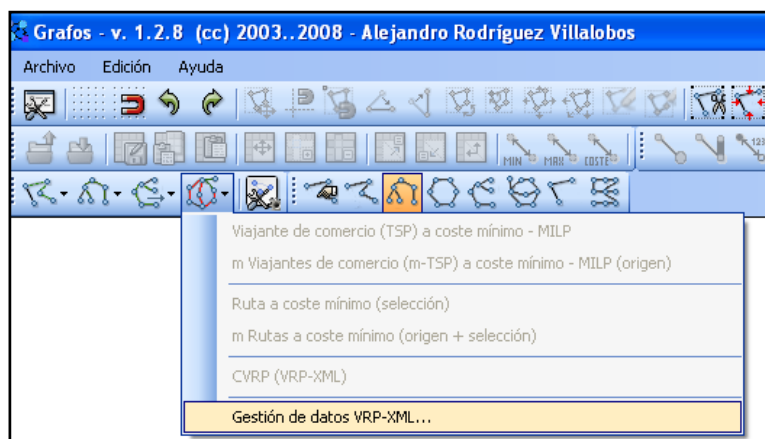 Grafos - v. 1.2.8 (cc) 2003..2008 - Alejandro Rodríguez Villalobos
Archivo Edición Ayuda
MIN MAX COSTE 123
Viajante de comercio (TSP) a coste mínimo - MILP
m Viajantes de comercio (m-TSP) a coste mínimo - MILP (origen)
Ruta a coste mínimo (selección)
m Rutas a coste mínimo (origen + selección)
CVRP (VRP-XML)
Gestión de datos VRP-XML...